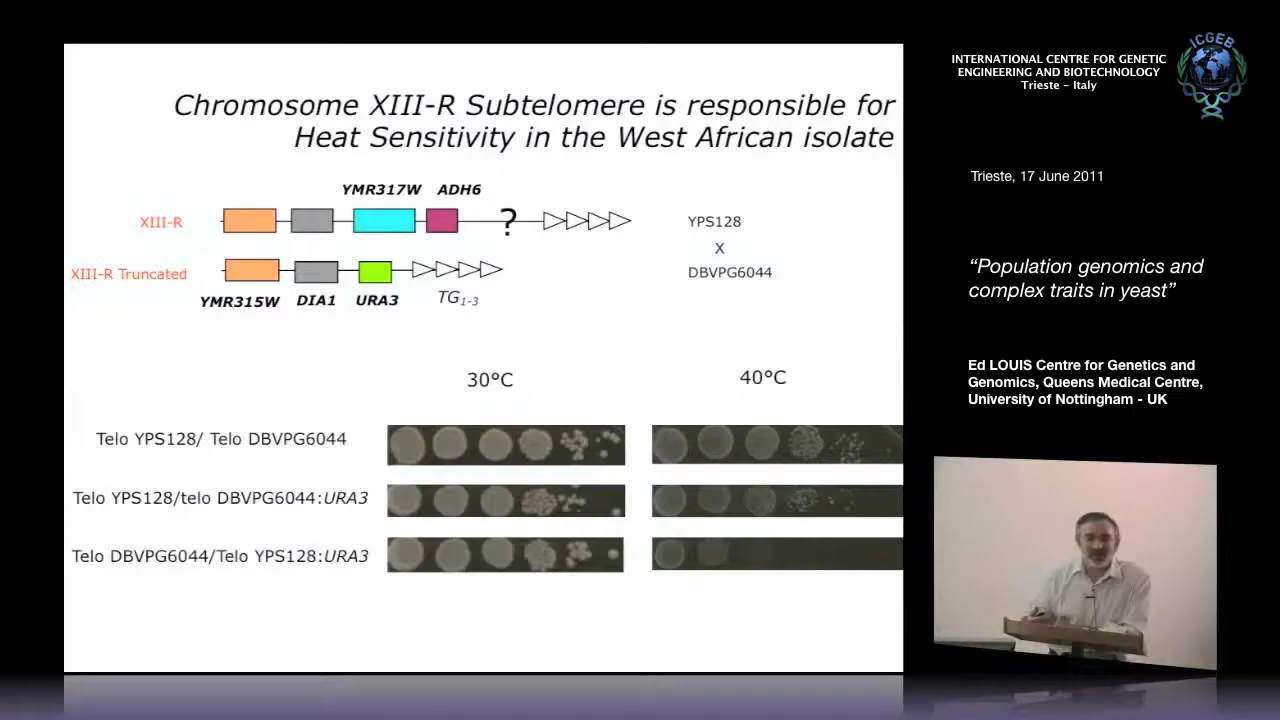 Chromosome XIII-R Subtelomere is responsible for
Heat Sensitivity in the West African isolate
YMR317W ADH6
XIII-R
?
YPS128
X
XIII-R Truncated
DBVPG6044
YMR315W DIA1 URA3 TG1-3
30°C
40°C
Telo YPS128/ Telo DBVPG6044
Telo YPS128/telo DBVPG6044:URA3
Telo DBVPG6044/Telo YPS128:URA3
INTERNATIONAL CENTRE FOR GENETIC
ENGINEERING AND BIOTECHNOLOGY
Trieste - Italy
ICGEB
Trieste, 17 June 2011
“Population genomics and
complex traits in yeast”
Ed LOUIS Centre for Genetics and
Genomics, Queens Medical Centre,
University of Nottingham - UK